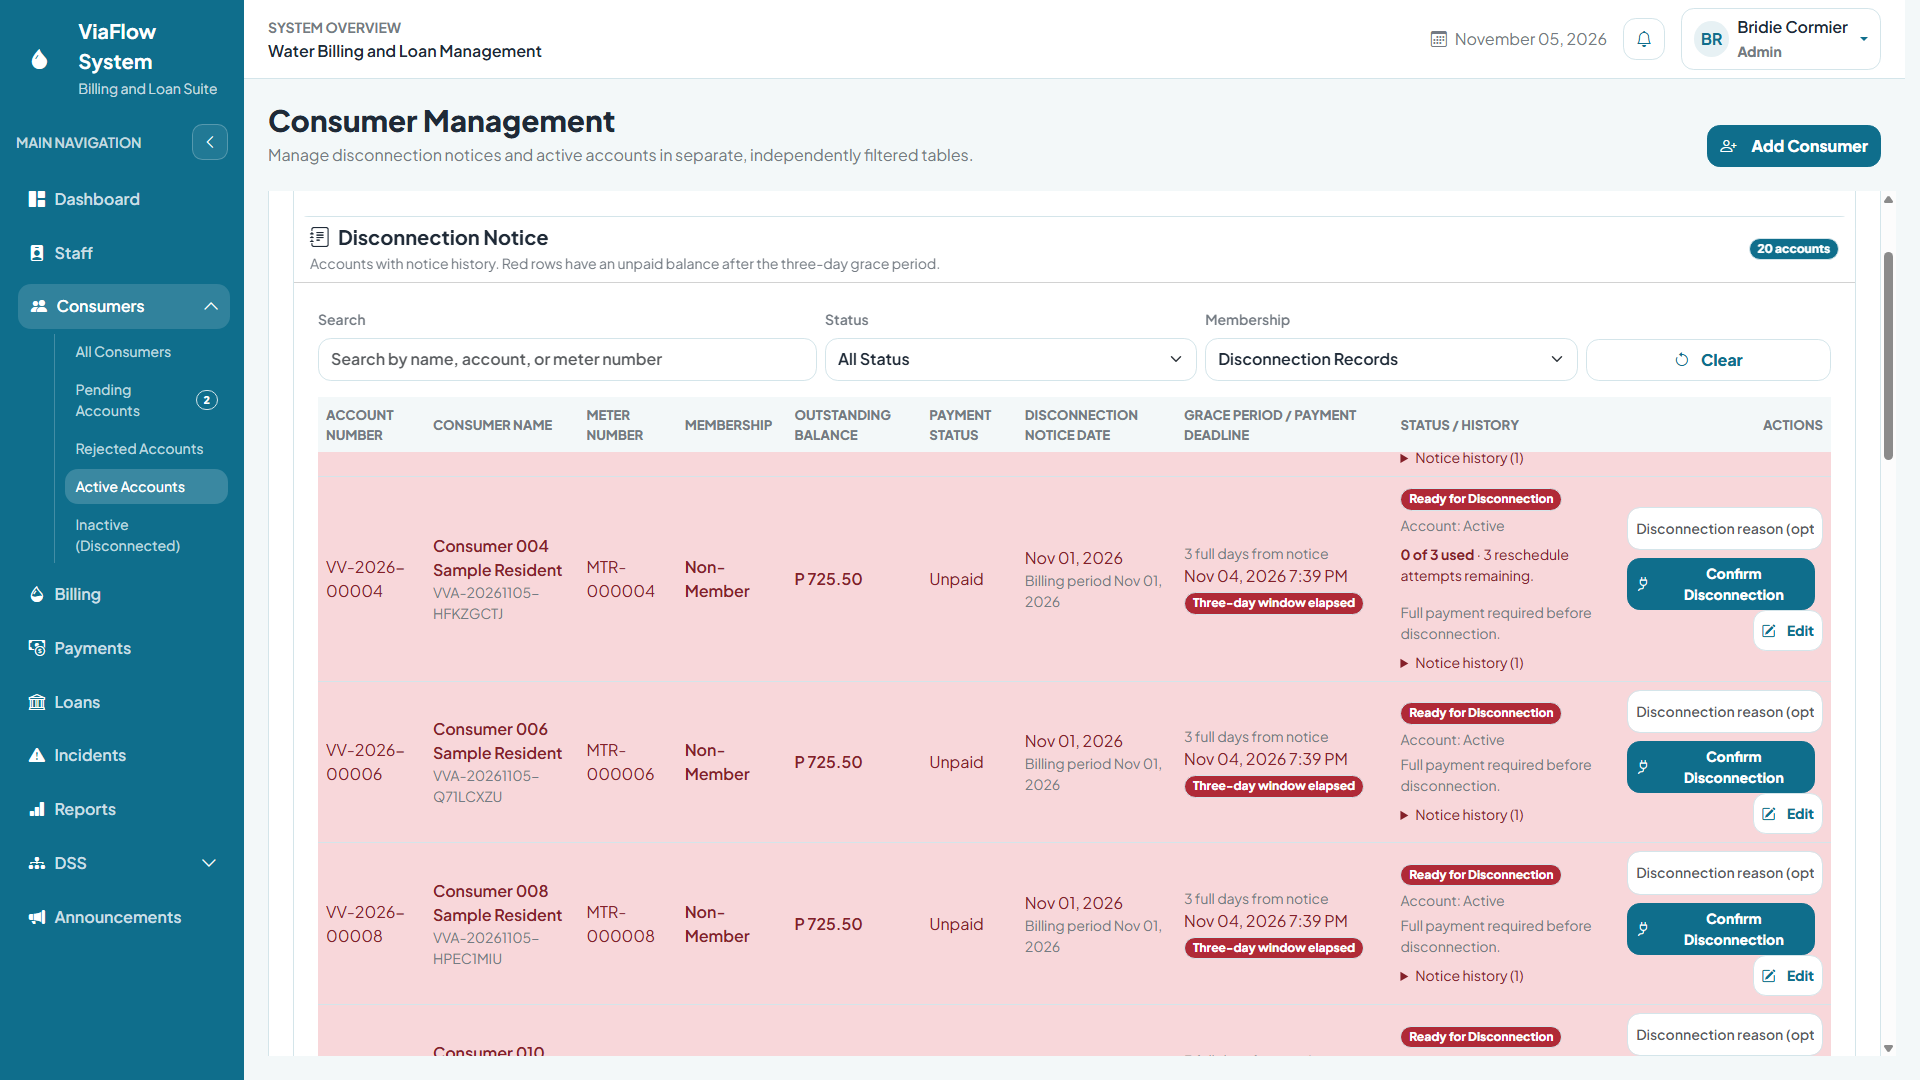 ViaFlow
System
Billing and Loan Suite
MAIN NAVIGATION
Dashboard
Staff
Consumers
All Consumers
Pending
Accounts
2
Rejected Accounts
Active Accounts
Inactive
(Disconnected)
Billing
Payments
Loans
Incidents
Reports
DSS
Announcements
SYSTEM OVERVIEW
Water Billing and Loan Management
November 05, 2026
BR
Bridie Cormier
Admin
Consumer Management
Manage disconnection notices and active accounts in separate, independently filtered tables.
Add Consumer
Disconnection Notice
Accounts with notice history. Red rows have an unpaid balance after the three-day grace period.
20 accounts
Search
Status
Membership
Search by name, account, or meter number
All Status
Disconnection Records
Clear
ACCOUNT
NUMBER
CONSUMER NAME
METER
NUMBER
MEMBERSHIP
OUTSTANDING
BALANCE
PAYMENT
STATUS
DISCONNECTION
NOTICE DATE
GRACE PERIOD / PAYMENT
DEADLINE
STATUS / HISTORY
ACTIONS
Notice history (1)
VV-2026-
00004
Consumer 004
Sample Resident
VVA-20261105-
HFKZGCTJ
MTR-
000004
Non-
Member
P 725.50
Unpaid
Nov 01, 2026
Billing period Nov 01,
2026
3 full days from notice
Nov 04, 2026 7:39 PM
Three-day window elapsed
Ready for Disconnection
Account: Active
0 of 3 used · 3 reschedule
attempts remaining.
Full payment required before
disconnection.
Notice history (1)
Disconnection reason (opt
Confirm
Disconnection
Edit
VV-2026-
00006
Consumer 006
Sample Resident
VVA-20261105-
Q71LCXZU
MTR-
000006
Non-
Member
P 725.50
Unpaid
Nov 01, 2026
Billing period Nov 01,
2026
3 full days from notice
Nov 04, 2026 7:39 PM
Three-day window elapsed
Ready for Disconnection
Account: Active
Full payment required before
disconnection.
Notice history (1)
Disconnection reason (opt
Confirm
Disconnection
Edit
VV-2026-
00008
Consumer 008
Sample Resident
VVA-20261105-
HPEC1MIU
MTR-
000008
Non-
Member
P 725.50
Unpaid
Nov 01, 2026
Billing period Nov 01,
2026
3 full days from notice
Nov 04, 2026 7:39 PM
Three-day window elapsed
Ready for Disconnection
Account: Active
Full payment required before
disconnection.
Notice history (1)
Disconnection reason (opt
Confirm
Disconnection
Edit
Consumer 010
Ready for Disconnection
Disconnection reason (opt